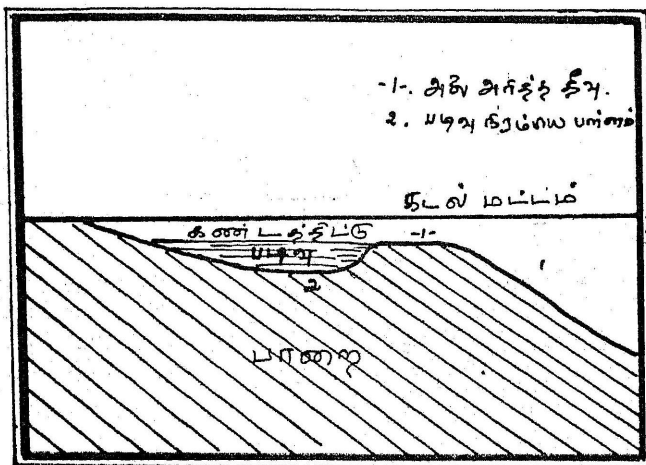 -1-. அலை அரித்த தீவு.
2. படிவு நிரம்பிய பள்ளம்
கடல் மட்டம்
கண்டத்திட்டு -1-
படிவு
2
பாறை